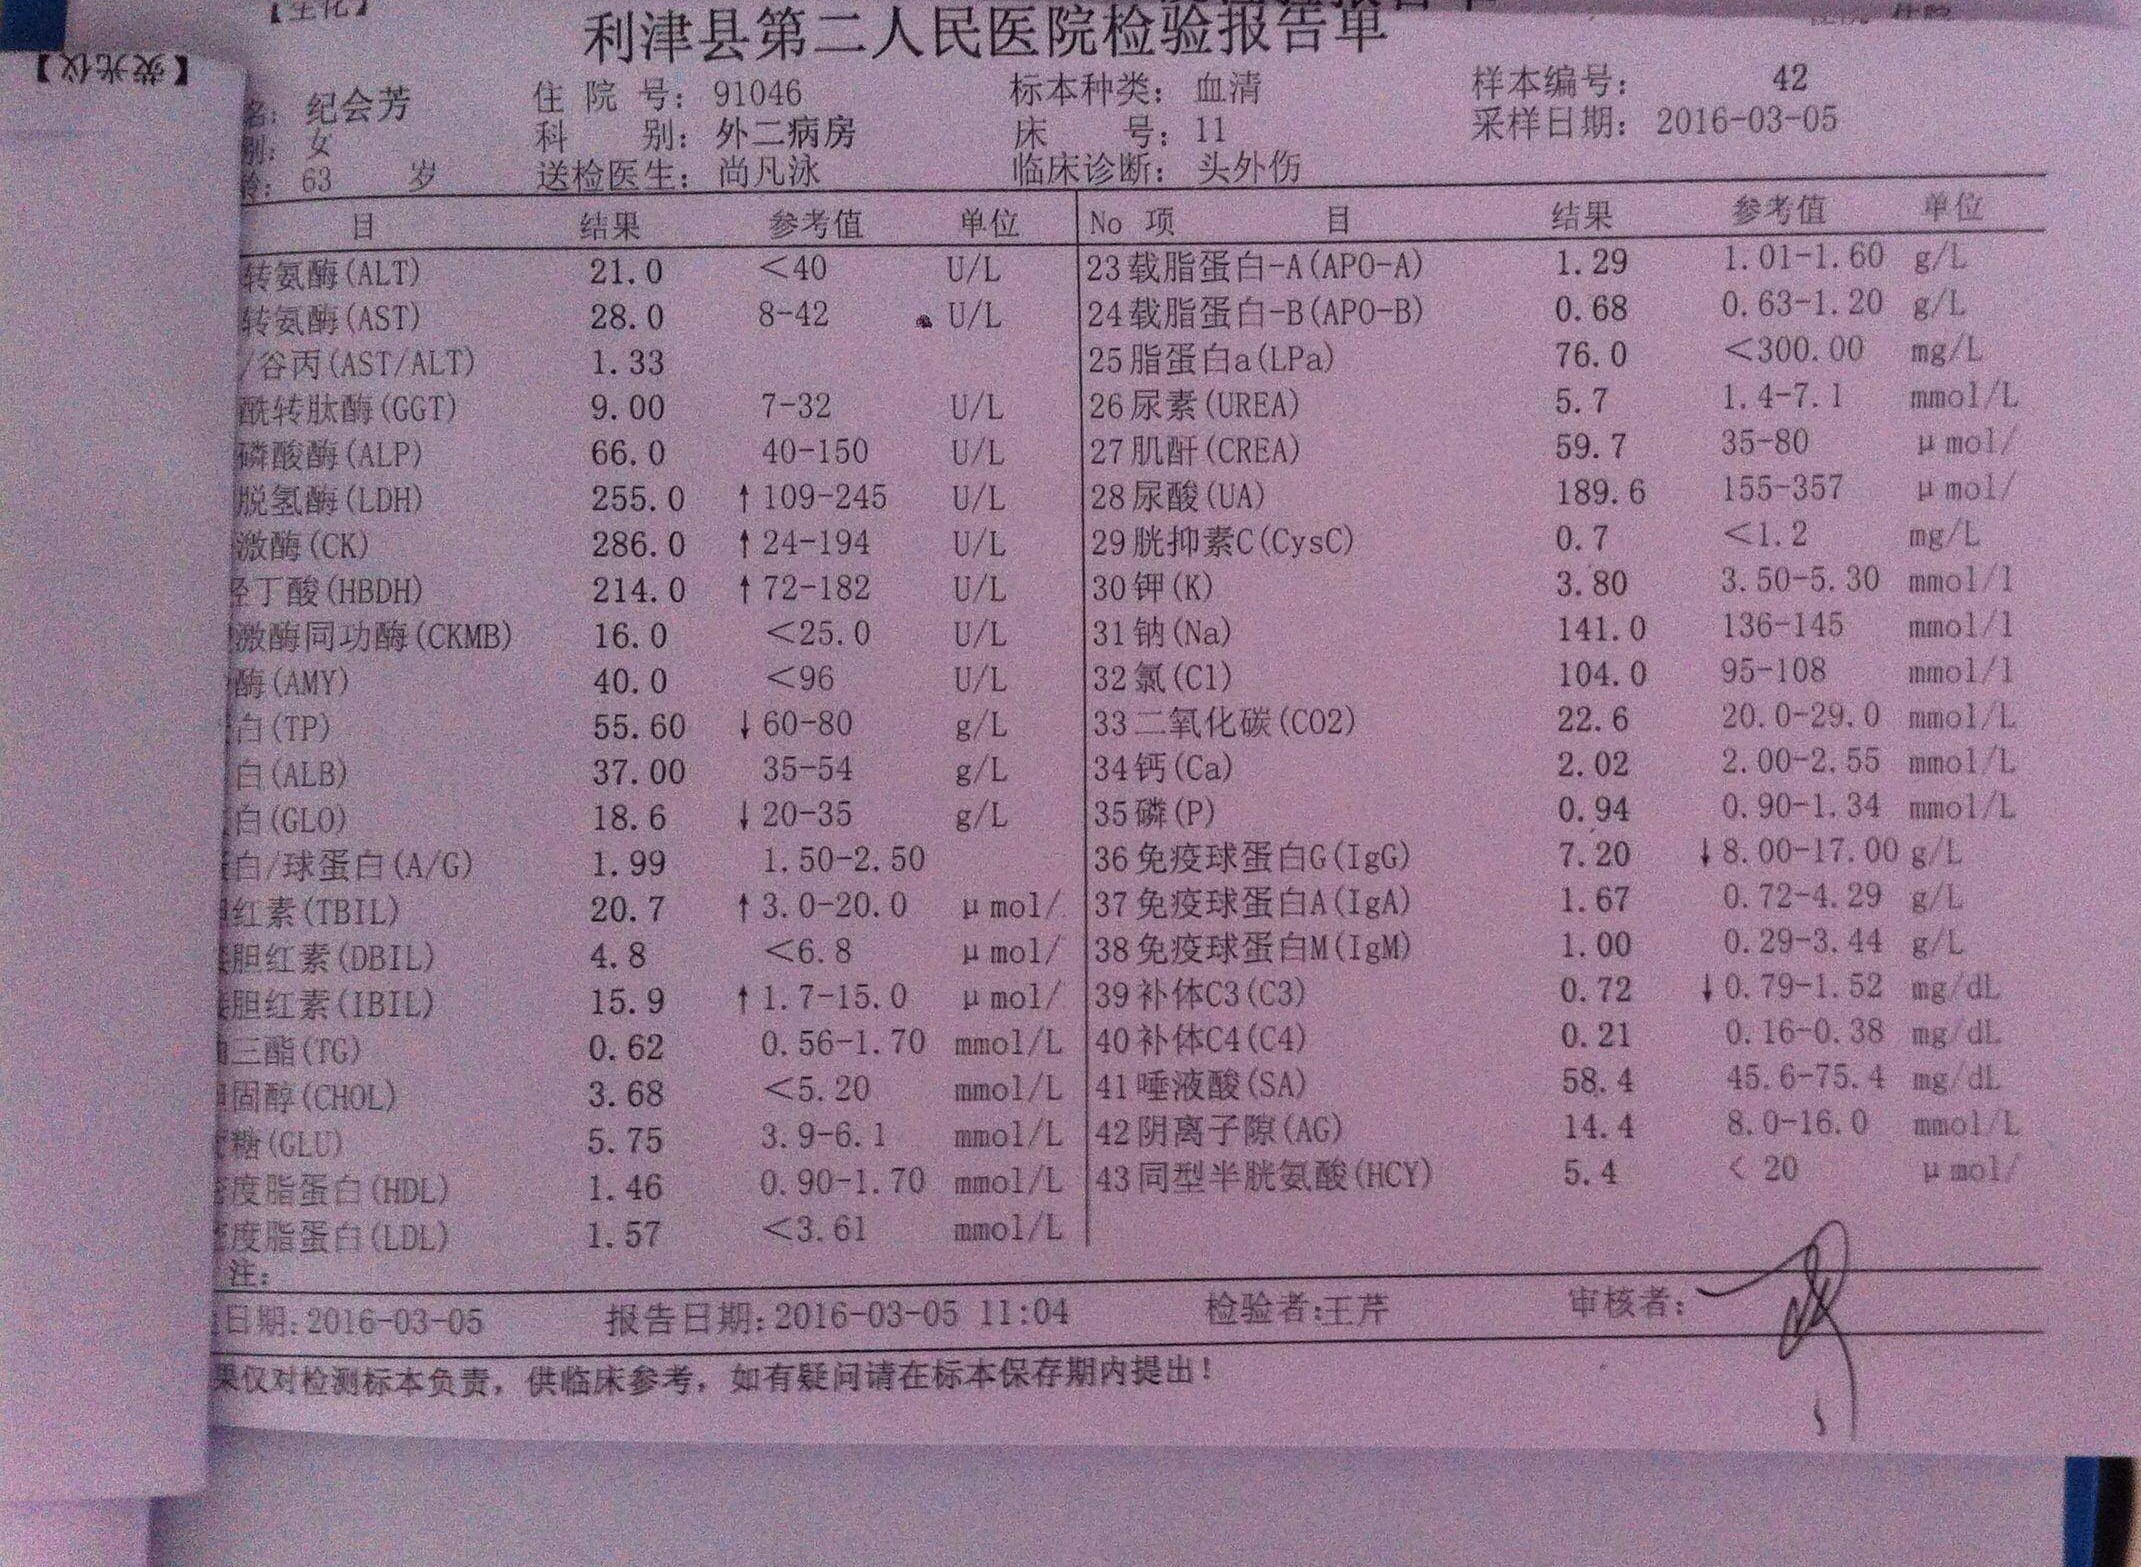 【生化】
【荧光仪】
利津县第二人民医院检验报告单
名: 纪会芳 住 院 号: 91046 标本种类: 血清 样本编号: 42
别: 女 科 别: 外二病房 床 号: 11 采样日期: 2016-03-05
龄: 63 岁 送检医生: 尚凡泳 临床诊断: 头外伤
目 结果 参考值 单位 No 项 目 结果 参考值 单位
转氨酶(ALT) 21.0 <40 U/L 23 载脂蛋白-A(APO-A) 1.29 1.01-1.60 g/L
转氨酶(AST) 28.0 8-42 U/L 24 载脂蛋白-B(APO-B) 0.68 0.63-1.20 g/L
/谷丙(AST/ALT) 1.33 25 脂蛋白a(LPa) 76.0 <300.00 mg/L
酰转肽酶(GGT) 9.00 7-32 U/L 26 尿素(UREA) 5.7 1.4-7.1 mmol/L
磷酸酶(ALP) 66.0 40-150 U/L 27 肌酐(CREA) 59.7 35-80 μmol/
脱氢酶(LDH) 255.0 ↑109-245 U/L 28 尿酸(UA) 189.6 155-357 μmol/
激酶(CK) 286.0 ↑24-194 U/L 29 胱抑素C(CysC) 0.7 <1.2 mg/L
羟丁酸(HBDH) 214.0 ↑72-182 U/L 30 钾(K) 3.80 3.50-5.30 mmol/l
激酶同功酶(CKMB) 16.0 <25.0 U/L 31 钠(Na) 141.0 136-145 mmol/l
酶(AMY) 40.0 <96 U/L 32 氯(Cl) 104.0 95-108 mmol/l
白(TP) 55.60 ↓60-80 g/L 33 二氧化碳(CO2) 22.6 20.0-29.0 mmol/L
白(ALB) 37.00 35-54 g/L 34 钙(Ca) 2.02 2.00-2.55 mmol/L
白(GLO) 18.6 ↓20-35 g/L 35 磷(P) 0.94 0.90-1.34 mmol/L
白/球蛋白(A/G) 1.99 1.50-2.50 36 免疫球蛋白G(IgG) 7.20 ↓8.00-17.00 g/L
红素(TBIL) 20.7 ↑3.0-20.0 μmol/ 37 免疫球蛋白A(IgA) 1.67 0.72-4.29 g/L
胆红素(DBIL) 4.8 <6.8 μmol/ 38 免疫球蛋白M(IgM) 1.00 0.29-3.44 g/L
胆红素(IBIL) 15.9 ↑1.7-15.0 μmol/ 39 补体C3(C3) 0.72 ↓0.79-1.52 mg/dL
三酯(TG) 0.62 0.56-1.70 mmol/L 40 补体C4(C4) 0.21 0.16-0.38 mg/dL
固醇(CHOL) 3.68 <5.20 mmol/L 41 唾液酸(SA) 58.4 45.6-75.4 mg/dL
糖(GLU) 5.75 3.9-6.1 mmol/L 42 阴离子隙(AG) 14.4 8.0-16.0 mmol/L
度脂蛋白(HDL) 1.46 0.90-1.70 mmol/L 43 同型半胱氨酸(HCY) 5.4 < 20 μmol/
度脂蛋白(LDL) 1.57 <3.61 mmol/L
注:
日期:2016-03-05 报告日期:2016-03-05 11:04 检验者:王芹 审核者:
果仅对检测标本负责，供临床参考，如有疑问请在标本保存期内提出！